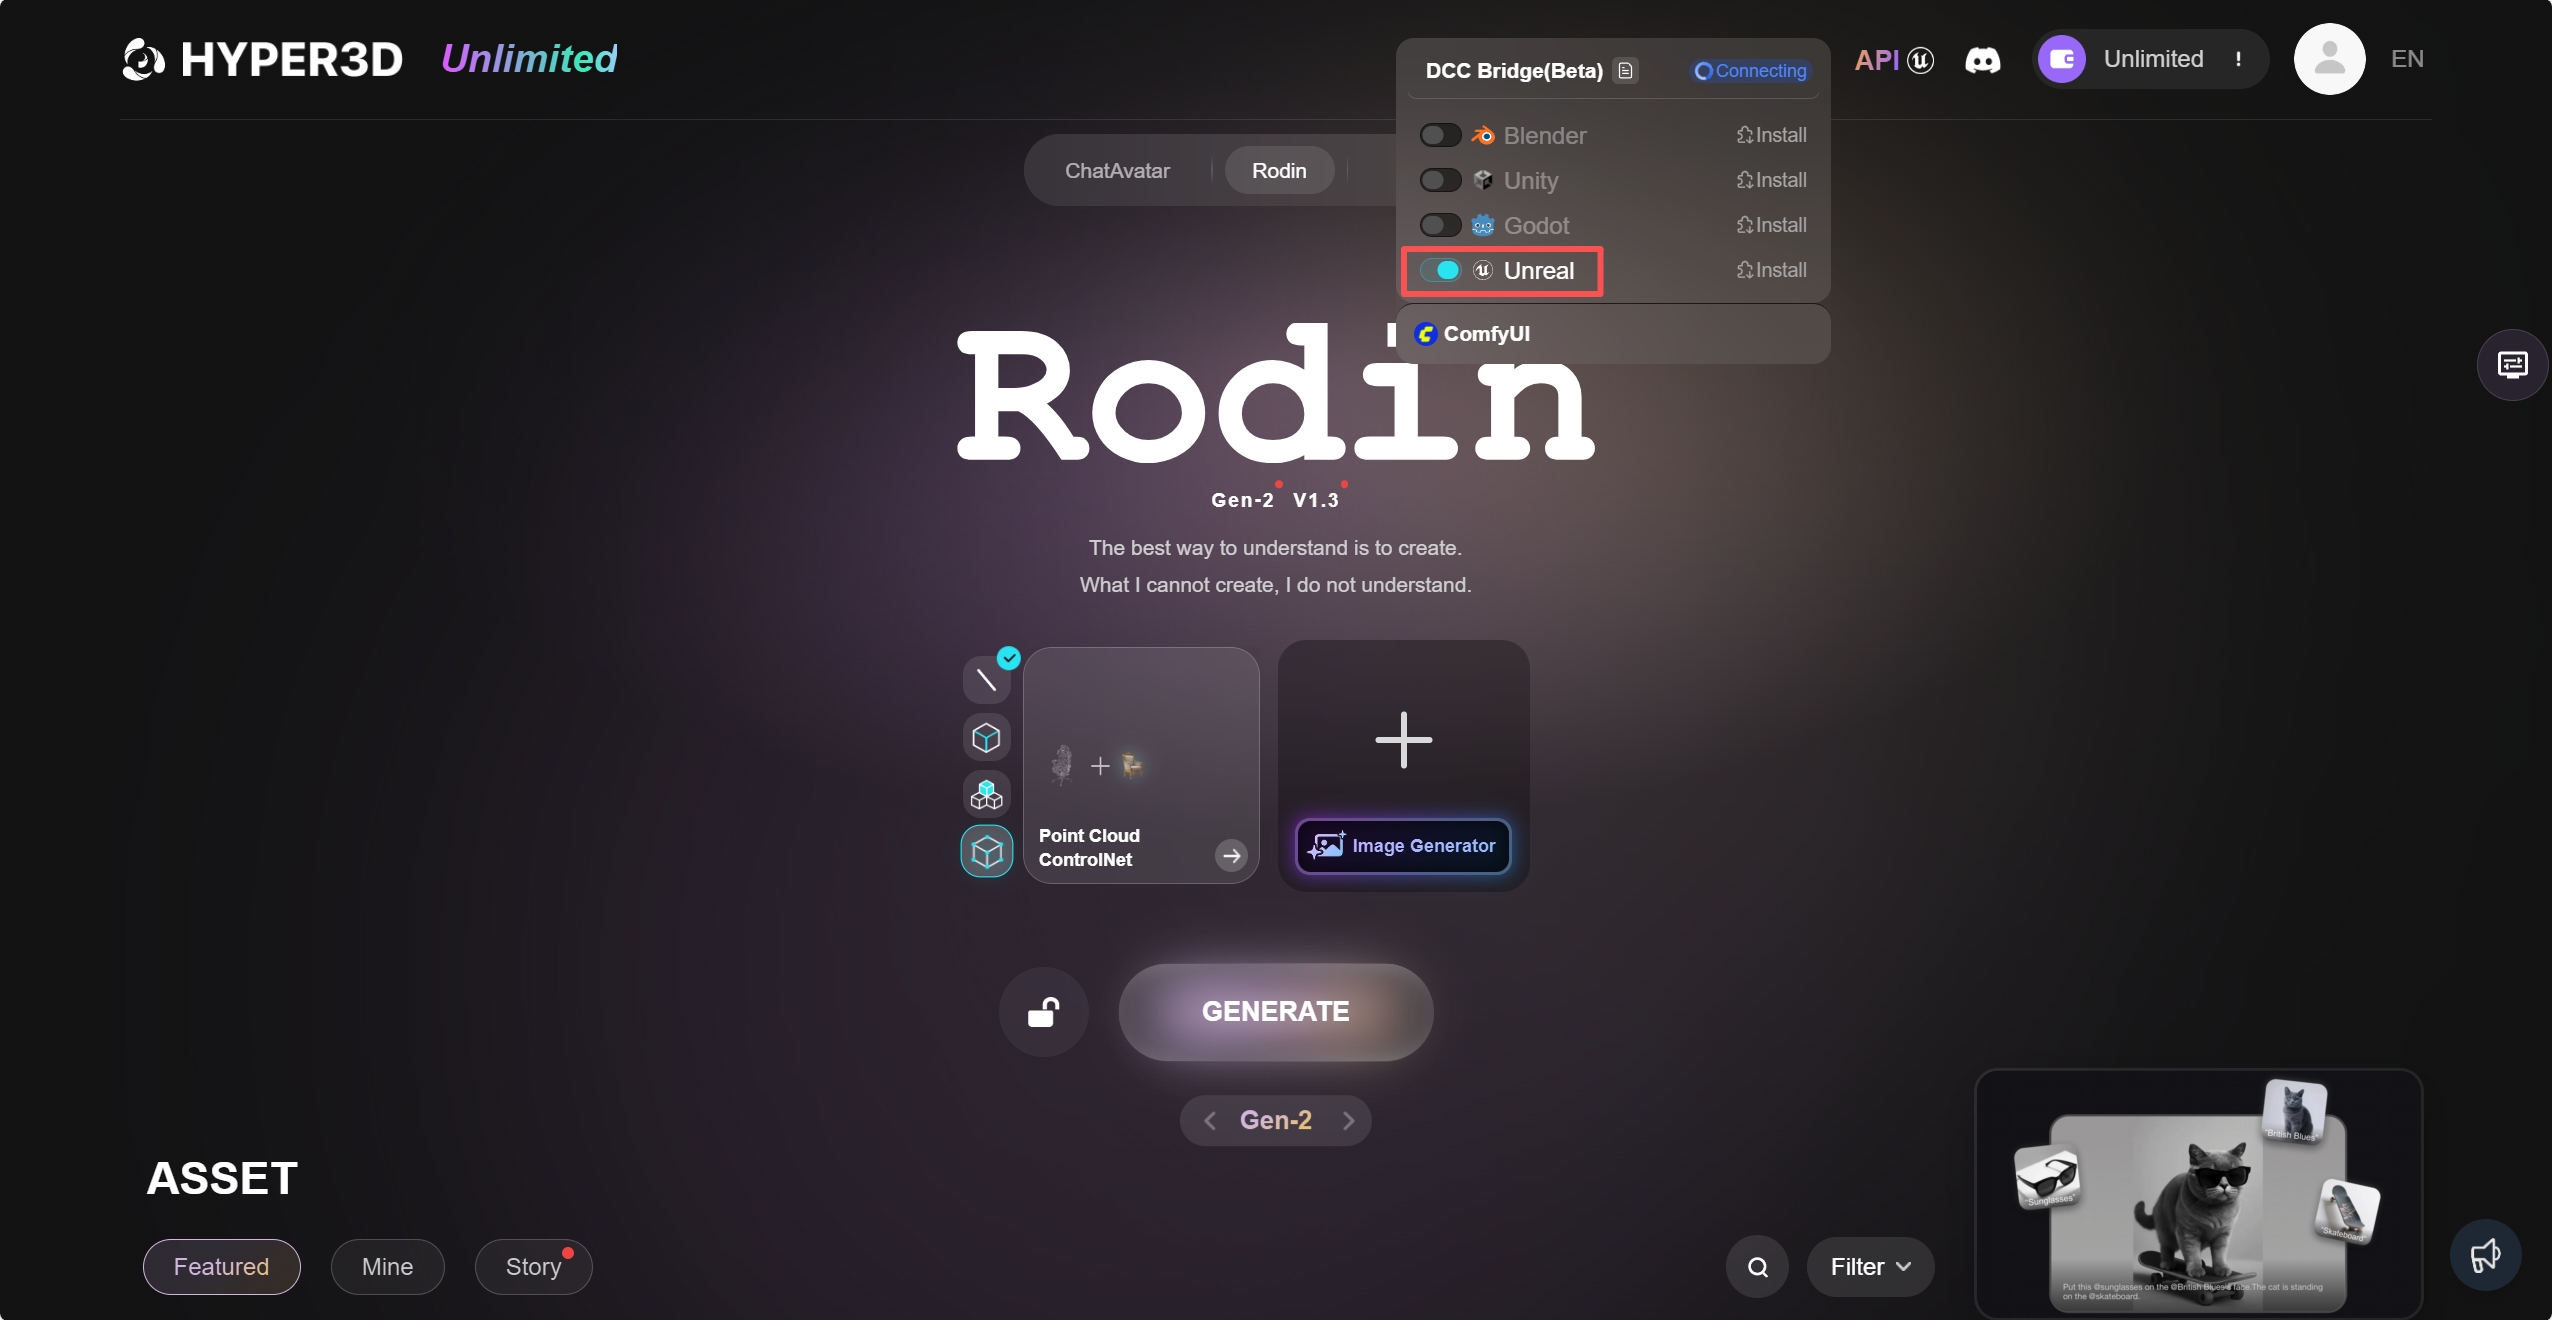 HYPER3D
Unlimited
DCC Bridge(Beta)
Connecting
API
Unlimited
EN
Blender
Install
Unity
Install
Godot
Install
Unreal
Install
ComfyUI
ChatAvatar
Rodin
Rodin
Gen-2 V1.3
The best way to understand is to create.
What I cannot create, I do not understand.
Point Cloud
ControlNet
Image Generator
GENERATE
Gen-2
ASSET
Featured
Mine
Story
Filter
"British Blues"
"Sunglasses"
"Skateboard"
Put this @sunglasses on the @British Blues's face.The cat is standing
on the @skateboard.